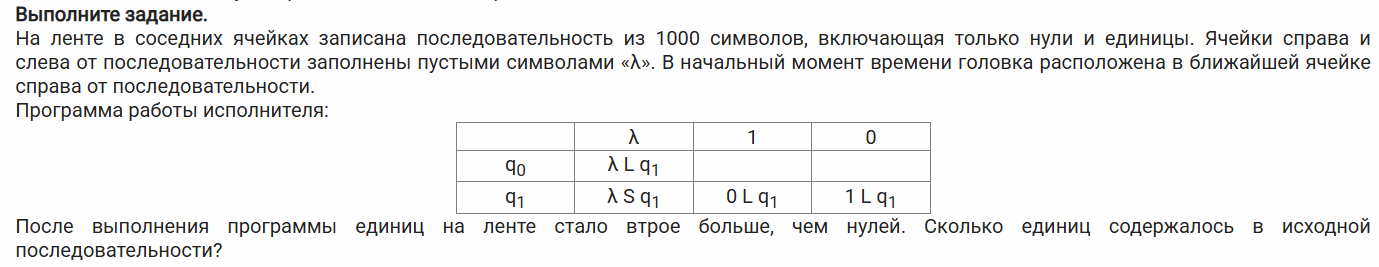 Выполните задание.
На ленте в соседних ячейках записана последовательность из 1000 символов, включающая только нули и единицы. Ячейки справа и
слева от последовательности заполнены пустыми символами «λ». В начальный момент времени головка расположена в ближайшей ячейке
справа от последовательности.
Программа работы исполнителя:
λ 1 0
q₀ λ L q₁
q₁ λ S q₁ 0 L q₁ 1 L q₁
После выполнения программы единиц на ленте стало втрое больше, чем нулей. Сколько единиц содержалось в исходной
последовательности?